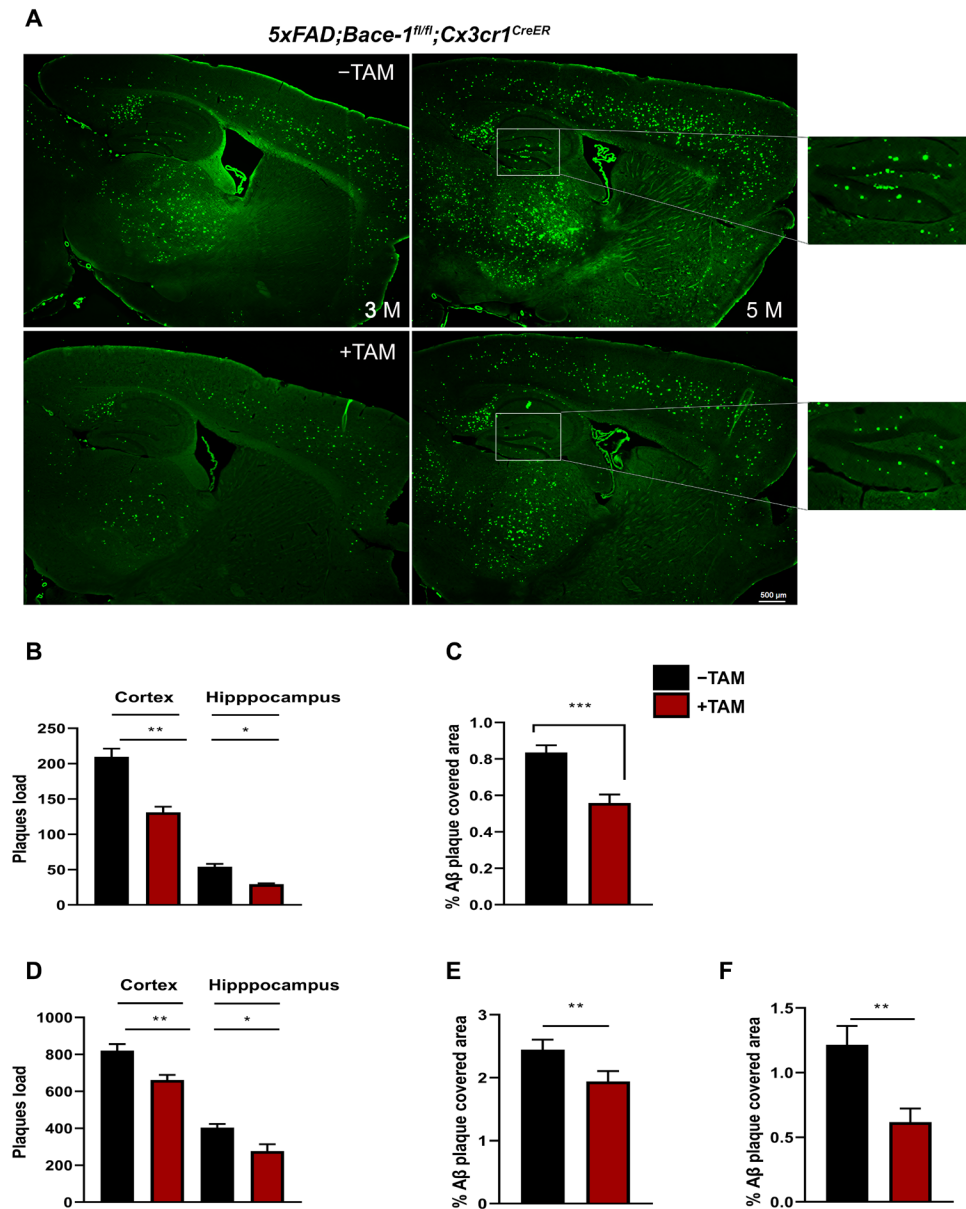 A
5xFAD;Bace-1fl/fl;Cx3cr1CreER
−TAM
3 M
5 M
+TAM
500 µm
B
Cortex
Hipppocampus
**
*
Plaques load
250
200
150
100
50
0
C
−TAM
+TAM
***
% Aβ plaque covered area
1.0
0.8
0.6
0.4
0.2
0.0
D
Cortex
Hipppocampus
**
*
Plaques load
1000
800
600
400
200
0
E
**
% Aβ plaque covered area
3
2
1
0
F
**
% Aβ plaque covered area
1.5
1.0
0.5
0.0